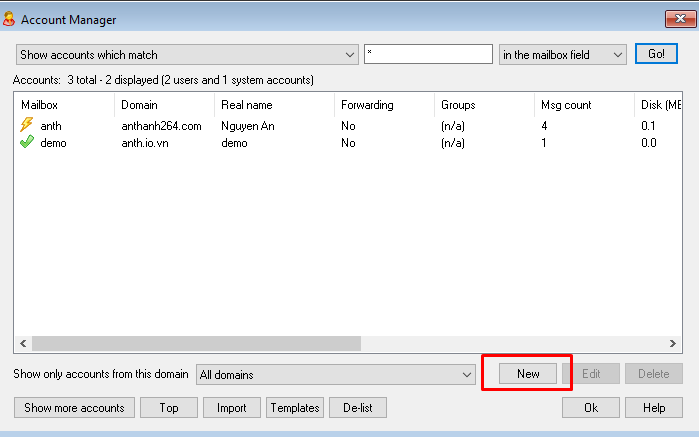 Account Manager
Show accounts which match * in the mailbox field Go!
Accounts: 3 total - 2 displayed (2 users and 1 system accounts)
Mailbox Domain Real name Forwarding Groups Msg count Disk (ME
anth anthanh264.com Nguyen An No (n/a) 4 0.1
demo anth.io.vn demo No (n/a) 1 0.0
Show only accounts from this domain All domains New Edit Delete
Show more accounts Top Import Templates De-list Ok Help